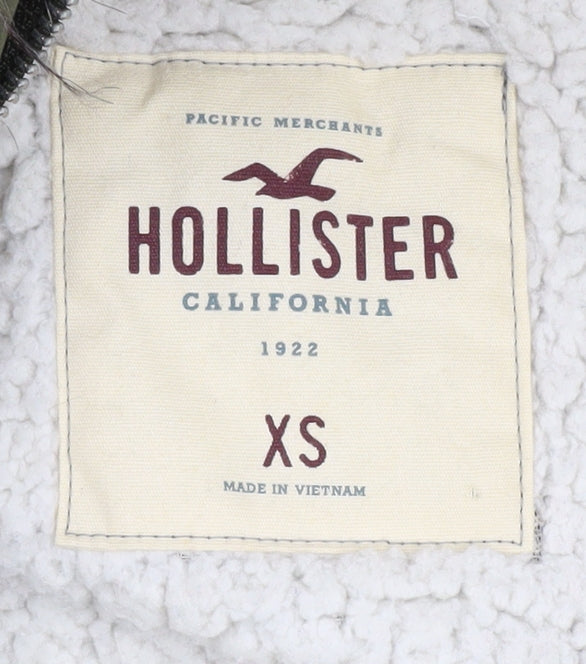 PACIFIC MERCHANTS
HOLLISTER
CALIFORNIA
1922
XS
MADE IN VIETNAM